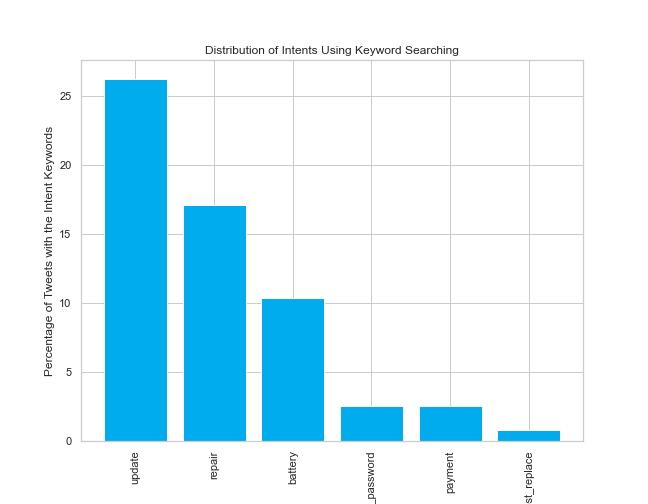 Distribution of Intents Using Keyword Searching
Percentage of Tweets with the Intent Keywords
25
20
15
10
5
0
update
repair
battery
_password
payment
st_replace